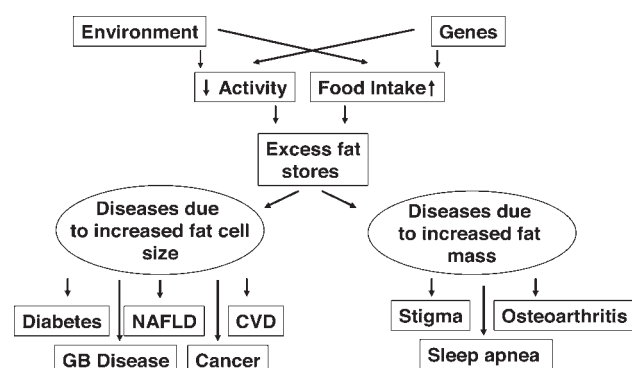 Environment
Genes
↓ Activity
Food Intake↑
Excess fat
stores
Diseases due
to increased fat cell
size
Diseases due
to increased fat
mass
Diabetes
NAFLD
CVD
Stigma
Osteoarthritis
GB Disease
Cancer
Sleep apnea